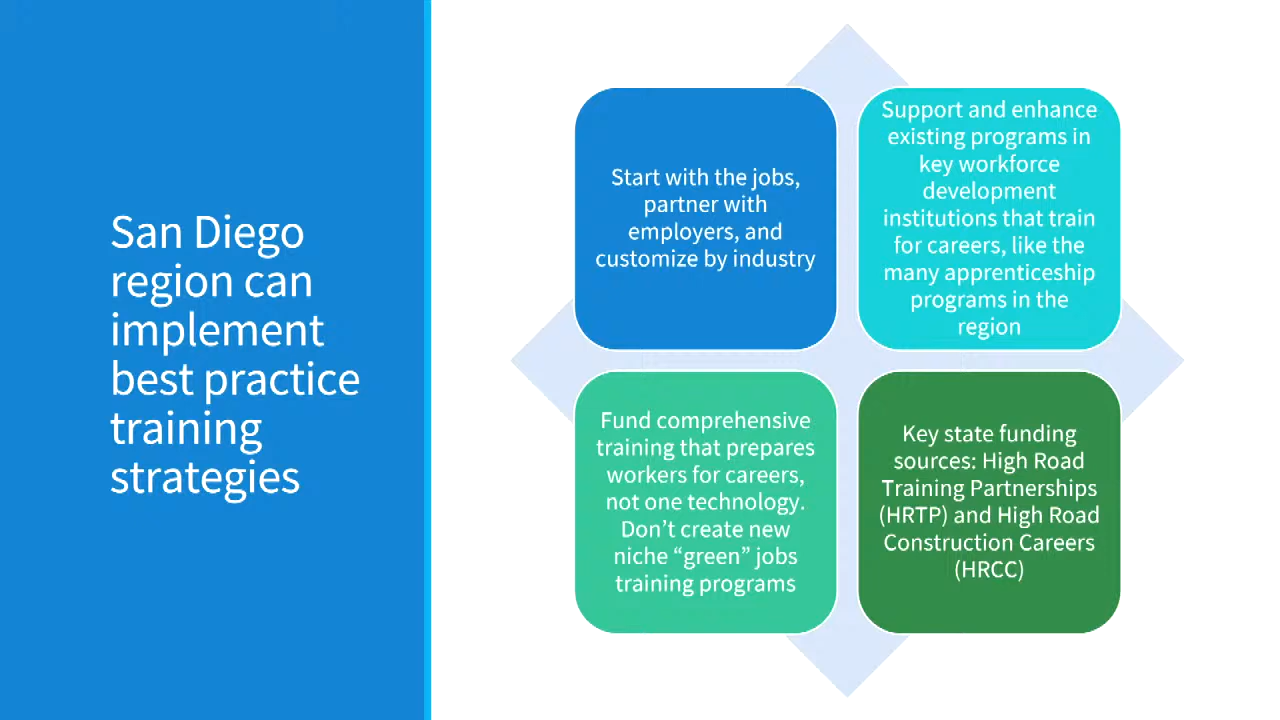 San Diego
region can
implement
best practice
training
strategies
Start with the jobs,
partner with
employers, and
customize by industry
Support and enhance
existing programs in
key workforce
development
institutions that train
for careers, like the
many apprenticeship
programs in the
region
Fund comprehensive
training that prepares
workers for careers,
not one technology.
Don’t create new
niche “green” jobs
training programs
Key state funding
sources: High Road
Training Partnerships
(HRTP) and High Road
Construction Careers
(HRCC)